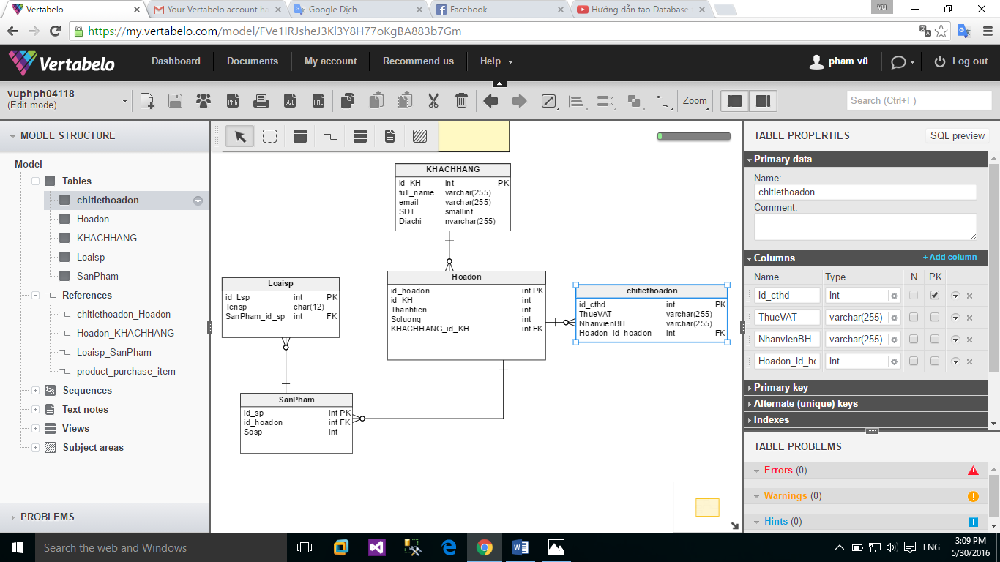 Vertabelo
Your Vertabelo account ha
Google Dịch
Facebook
Hướng dẫn tạo Database
VU
https://my.vertabelo.com/model/FVe1IRJsheJ3Kl3Y8H77oKgBA883b7Gm
Vertabelo
Dashboard
Documents
My account
Recommend us
Help
pham vũ
Log out
vuphph04118
(Edit mode)
PNG
SQL
XML
Zoom
Search (Ctrl+F)
MODEL STRUCTURE
Model
Tables
chitiethoadon
Hoadon
KHACHHANG
Loaisp
SanPham
References
chitiethoadon_Hoadon
Hoadon_KHACHHANG
Loaisp_SanPham
product_purchase_item
Sequences
Text notes
Views
Subject areas
PROBLEMS
KHACHHANG
id_KH int PK
full_name varchar(255)
email varchar(255)
SDT smallint
Diachi nvarchar(255)
Loaisp
id_Lsp int PK
Tensp char(12)
SanPham_id_sp int FK
Hoadon
id_hoadon int PK
id_KH int
Thanhtien int
Soluong int
KHACHHANG_id_KH int FK
chitiethoadon
id_cthd int PK
ThueVAT varchar(255)
NhanvienBH varchar(255)
Hoadon_id_hoadon int FK
SanPham
id_sp int PK
id_hoadon int FK
Sosp int
TABLE PROPERTIES
SQL preview
Primary data
Name:
chitiethoadon
Comment:
Columns
+ Add column
Name Type N PK
id_cthd int
ThueVAT varchar(255)
NhanvienBH varchar(255)
Hoadon_id_ho int
Primary key
Alternate (unique) keys
Indexes
TABLE PROBLEMS
Errors (0)
Warnings (0)
Hints (0)
Search the web and Windows
ENG
3:09 PM
5/30/2016